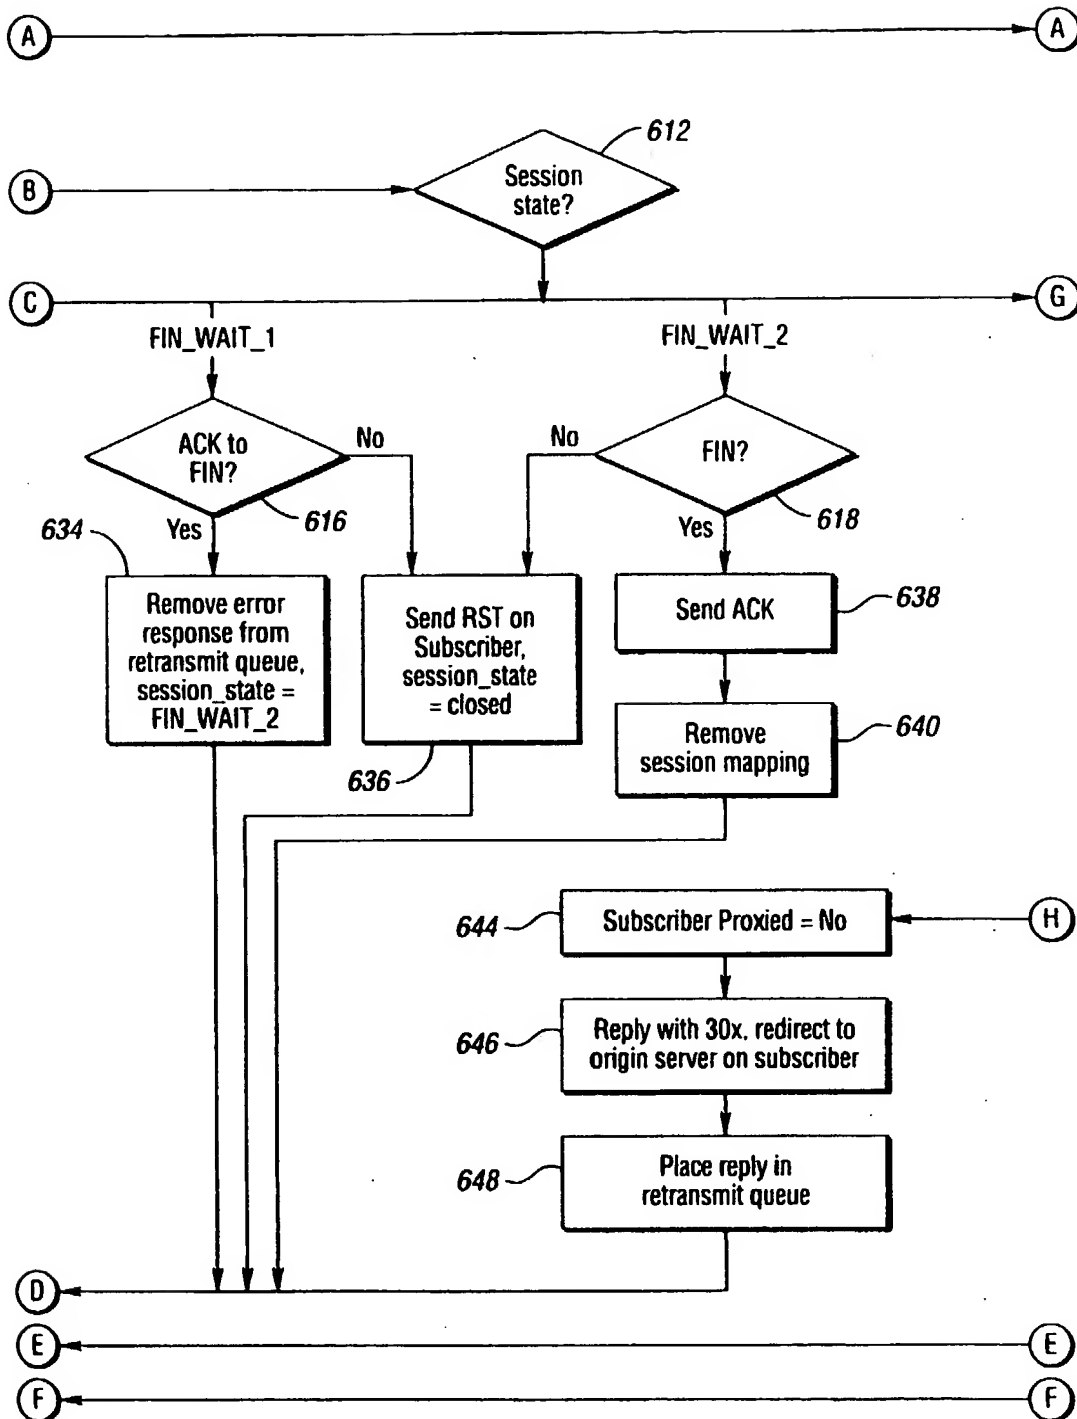 A
A
612
B
Session
state?
C
G
FIN_WAIT_1
FIN_WAIT_2
ACK to
FIN?
No
No
FIN?
616
618
634
Yes
Yes
Remove error
response from
retransmit queue,
session_state =
FIN_WAIT_2
Send RST on
Subscriber,
session_state
= closed
Send ACK
638
636
Remove
session mapping
640
644
Subscriber Proxied = No
H
646
Reply with 30x, redirect to
origin server on subscriber
648
Place reply in
retransmit queue
D
E
E
F
F